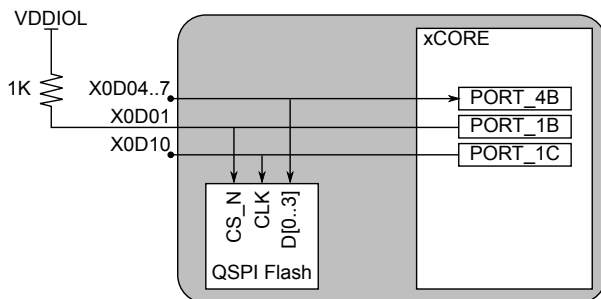 VDDIOL
xCORE
1K
X0D04..7
PORT_4B
X0D01
PORT_1B
X0D10
PORT_1C
CS_N
CLK
D[0..3]
QSPI Flash